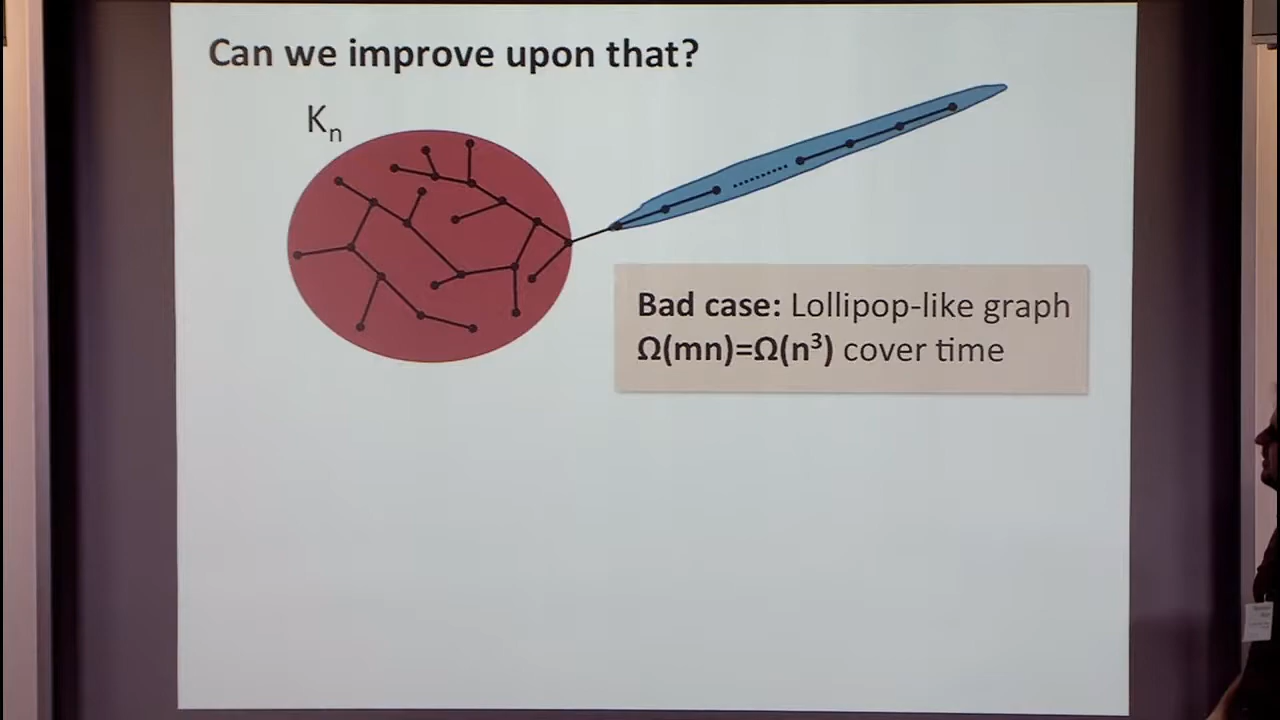 Can we improve upon that?
Kₙ
Bad case: Lollipop-like graph
Ω(mn)=Ω(n³) cover time